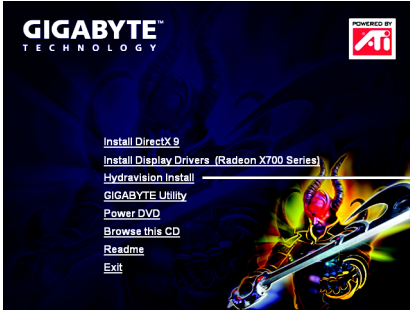 GIGABYTE™
TECHNOLOGY
POWERED BY
ATI
Install DirectX 9
Install Display Drivers (Radeon X700 Series)
Hydravision Install
GIGABYTE Utility
Power DVD
Browse this CD
Readme
Exit